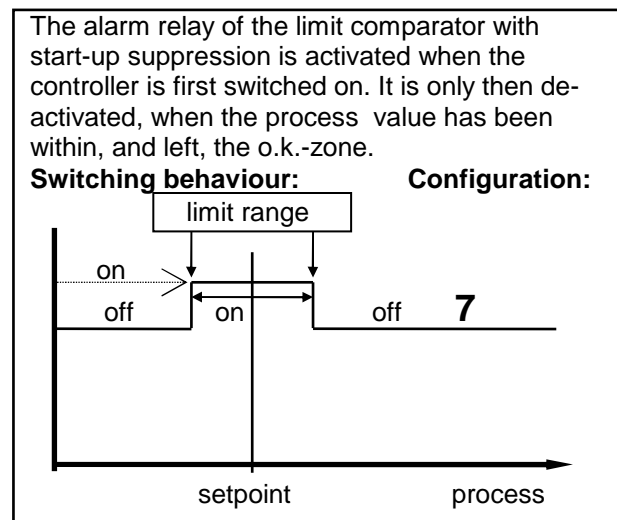 The alarm relay of the limit comparator with
start-up suppression is activated when the
controller is first switched on. It is only then de-
activated, when the process value has been
within, and left, the o.k.-zone.
Switching behaviour: Configuration:
limit range
on
off on off 7
setpoint process